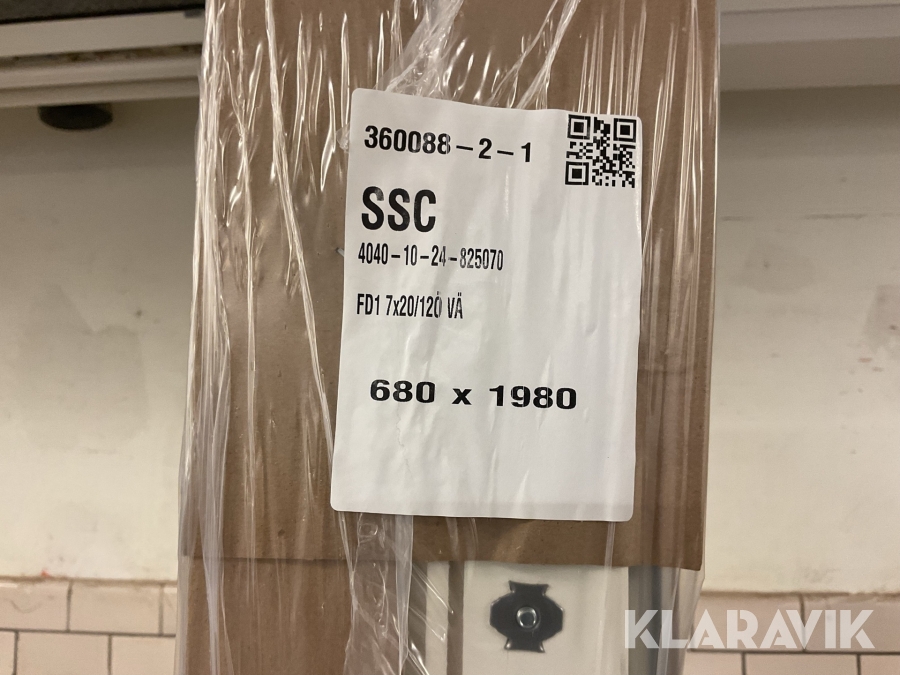 360088-2-1
SSC
4040-10-24-825070
FD1 7x20/120 VÄ
680 x 1980
KLARAVIK